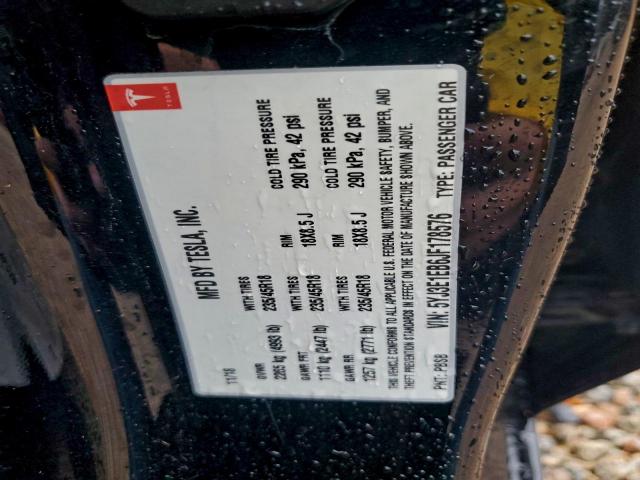 TESLA
MFD BY TESLA, INC.
11/18
GVWR WITH TIRES RIM COLD TIRE PRESSURE
2265 kg (4993 lb) 235/45R18 18X8.5 J 290 kPa, 42 psi
GAWR FRT WITH TIRES RIM COLD TIRE PRESSURE
1110 kg (2447 lb) 235/45R18 18X8.5 J 290 kPa, 42 psi
GAWR RR WITH TIRES
1257 kg (2771 lb) 235/45R18
THIS VEHICLE CONFORMS TO ALL APPLICABLE U.S. FEDERAL MOTOR VEHICLE SAFETY, BUMPER, AND
THEFT PREVENTION STANDARDS IN EFFECT ON THE DATE OF MANUFACTURE SHOWN ABOVE.
PNT: PBSB VIN: 5YJ3E1EB6JF178576 TYPE: PASSENGER CAR